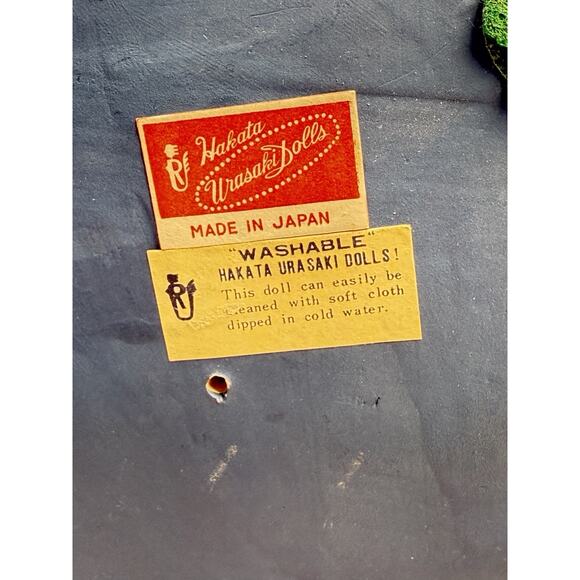 Hakata
Urasaki Dolls
MADE IN JAPAN
"WASHABLE"
HAKATA URASAKI DOLLS!
This doll can easily be
cleaned with soft cloth
dipped in cold water.